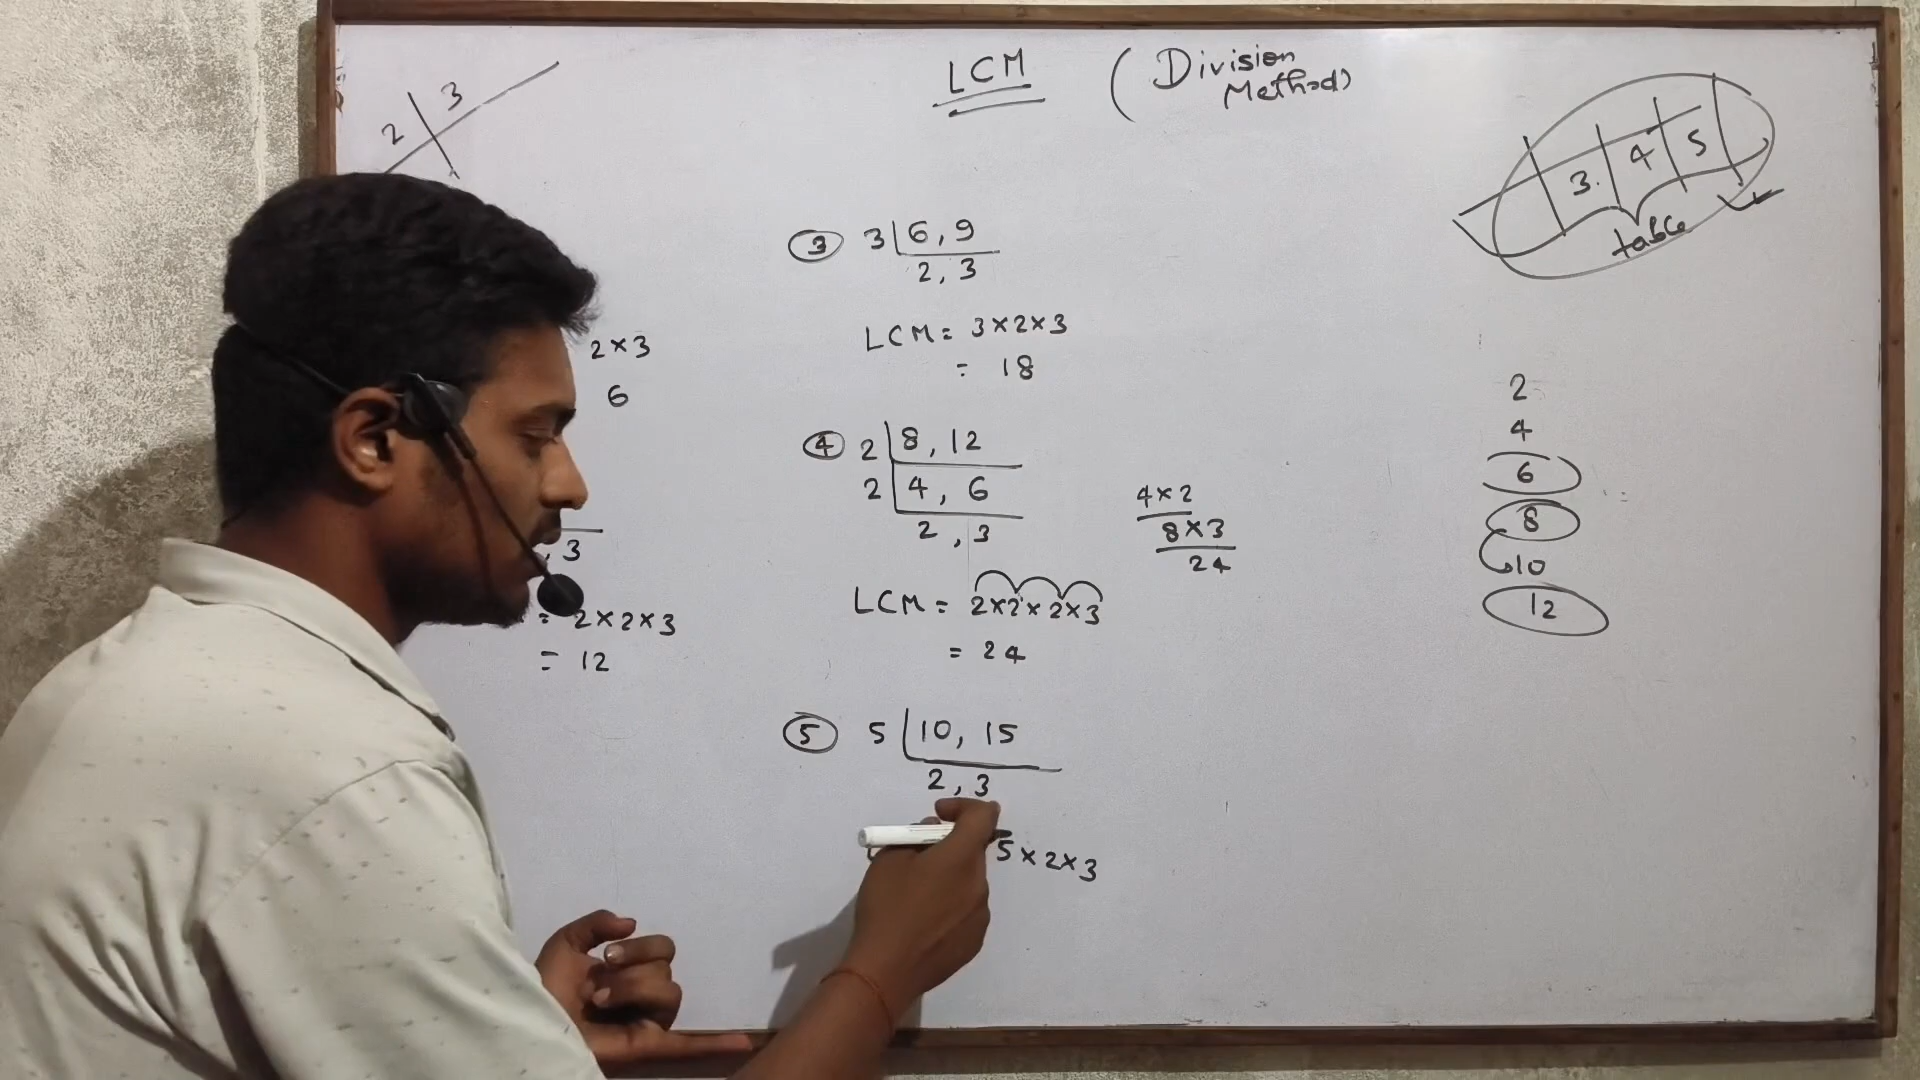 LCM (Division Method)
2 3
3. 4 5
table
2 × 3
6
, 3
= 2 × 2 × 3
= 12
③ 3 6, 9
2, 3
LCM = 3 × 2 × 3
= 18
④ 2 8, 12
2 4, 6
2, 3
4 × 2
8 × 3
24
LCM = 2 × 2 × 2 × 3
= 24
⑤ 5 10, 15
2, 3
5 × 2 × 3
2
4
6
8
10
12